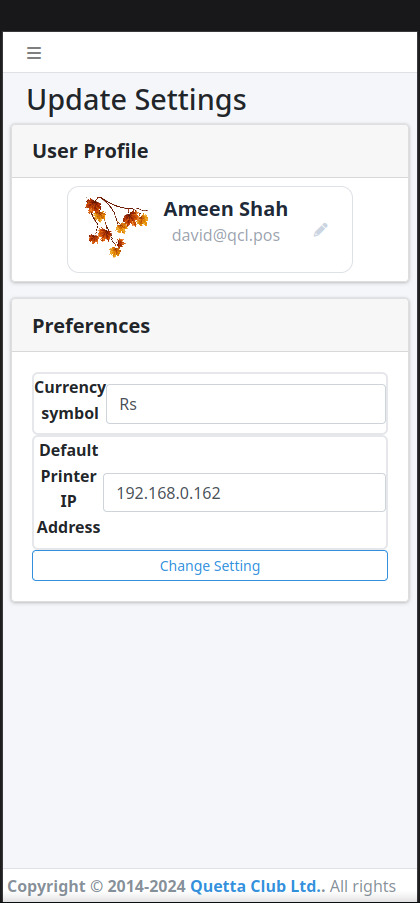 Update Settings
User Profile
Ameen Shah
david@qcl.pos
Preferences
Currency
symbol
Rs
Default
Printer
IP
Address
192.168.0.162
Change Setting
Copyright © 2014-2024 Quetta Club Ltd.. All rights